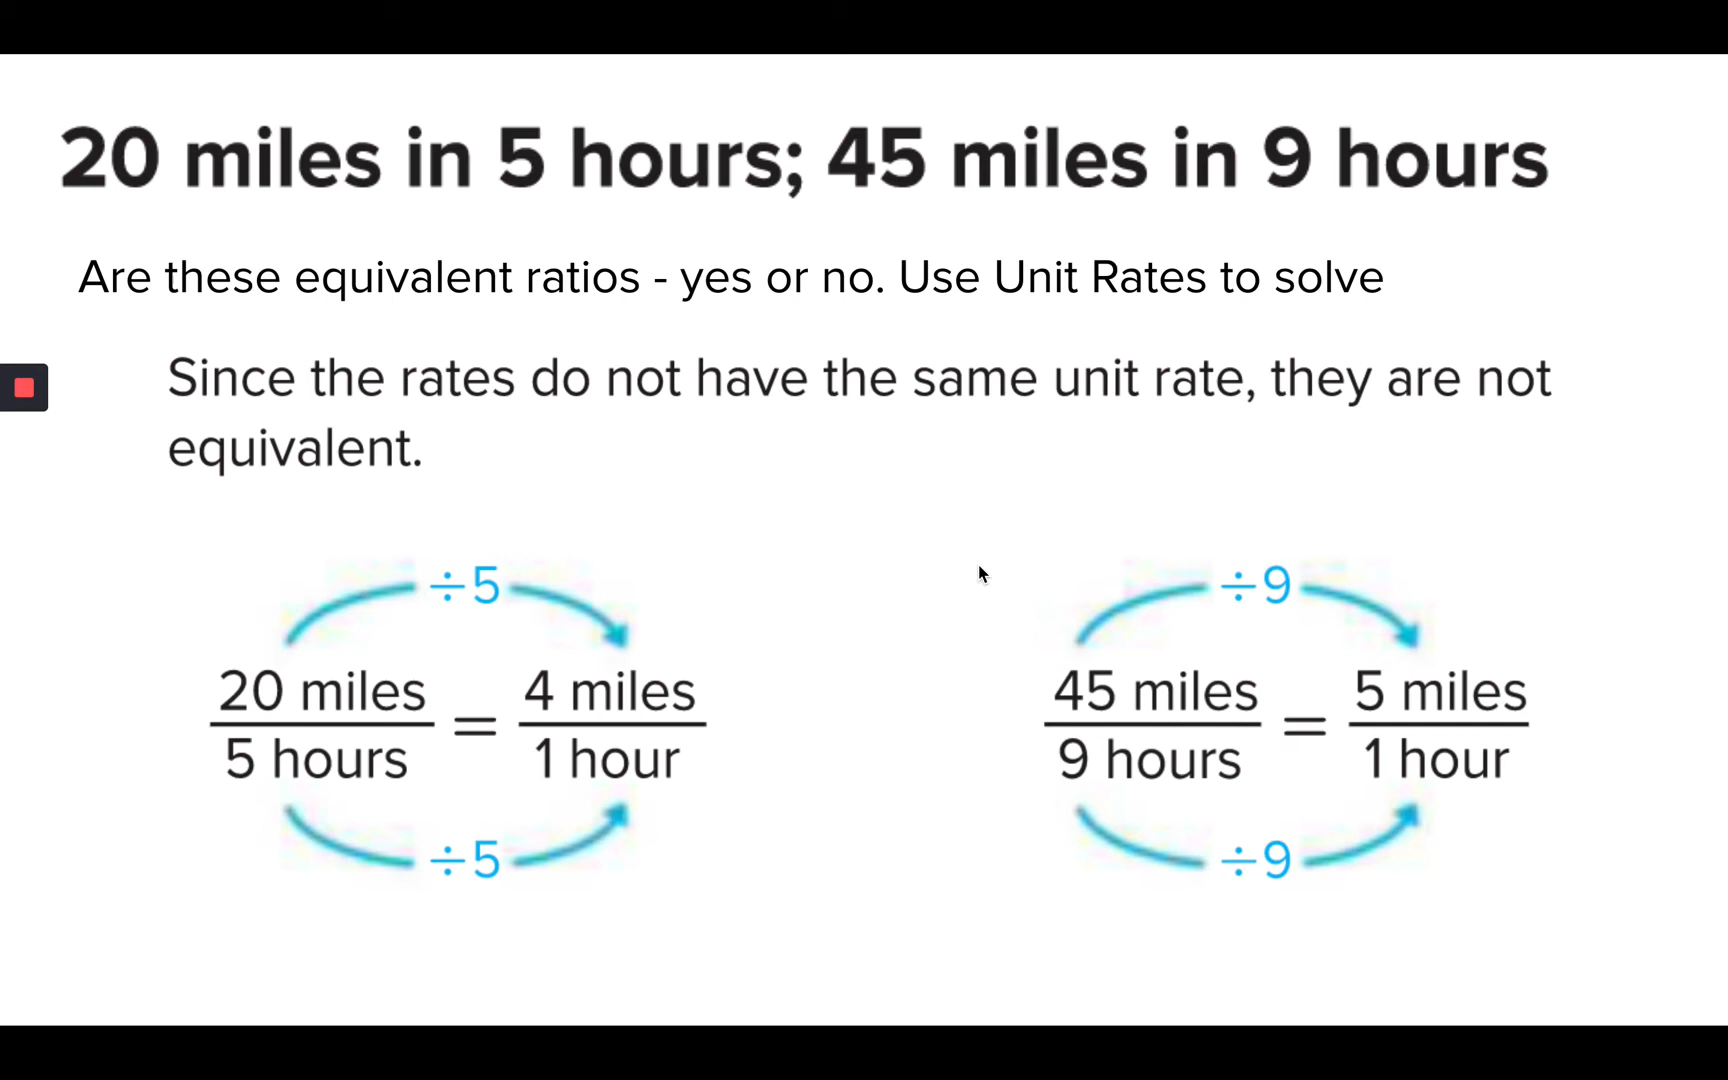 20 miles in 5 hours; 45 miles in 9 hours
Are these equivalent ratios - yes or no. Use Unit Rates to solve
Since the rates do not have the same unit rate, they are not
equivalent.
÷5
20 miles / 5 hours = 4 miles / 1 hour
÷5
÷9
45 miles / 9 hours = 5 miles / 1 hour
÷9